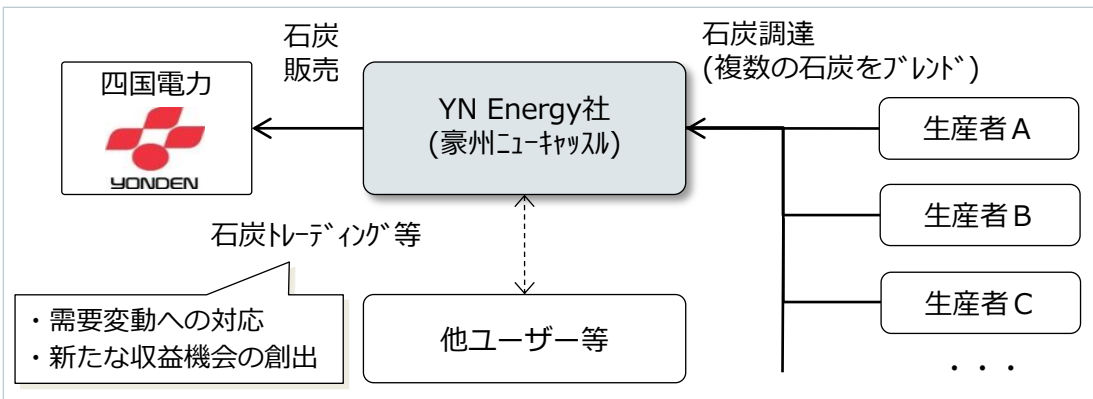 四国電力
YONDEN
石炭
販売
YN Energy社
(豪州ﾆｭｰｷｬｯｽﾙ)
石炭調達
(複数の石炭をﾌﾞﾚﾝﾄﾞ)
生産者A
生産者B
生産者C
・・・
石炭ﾄﾚｰﾃﾞｨﾝｸﾞ等
・需要変動への対応
・新たな収益機会の創出
他ユーザー等